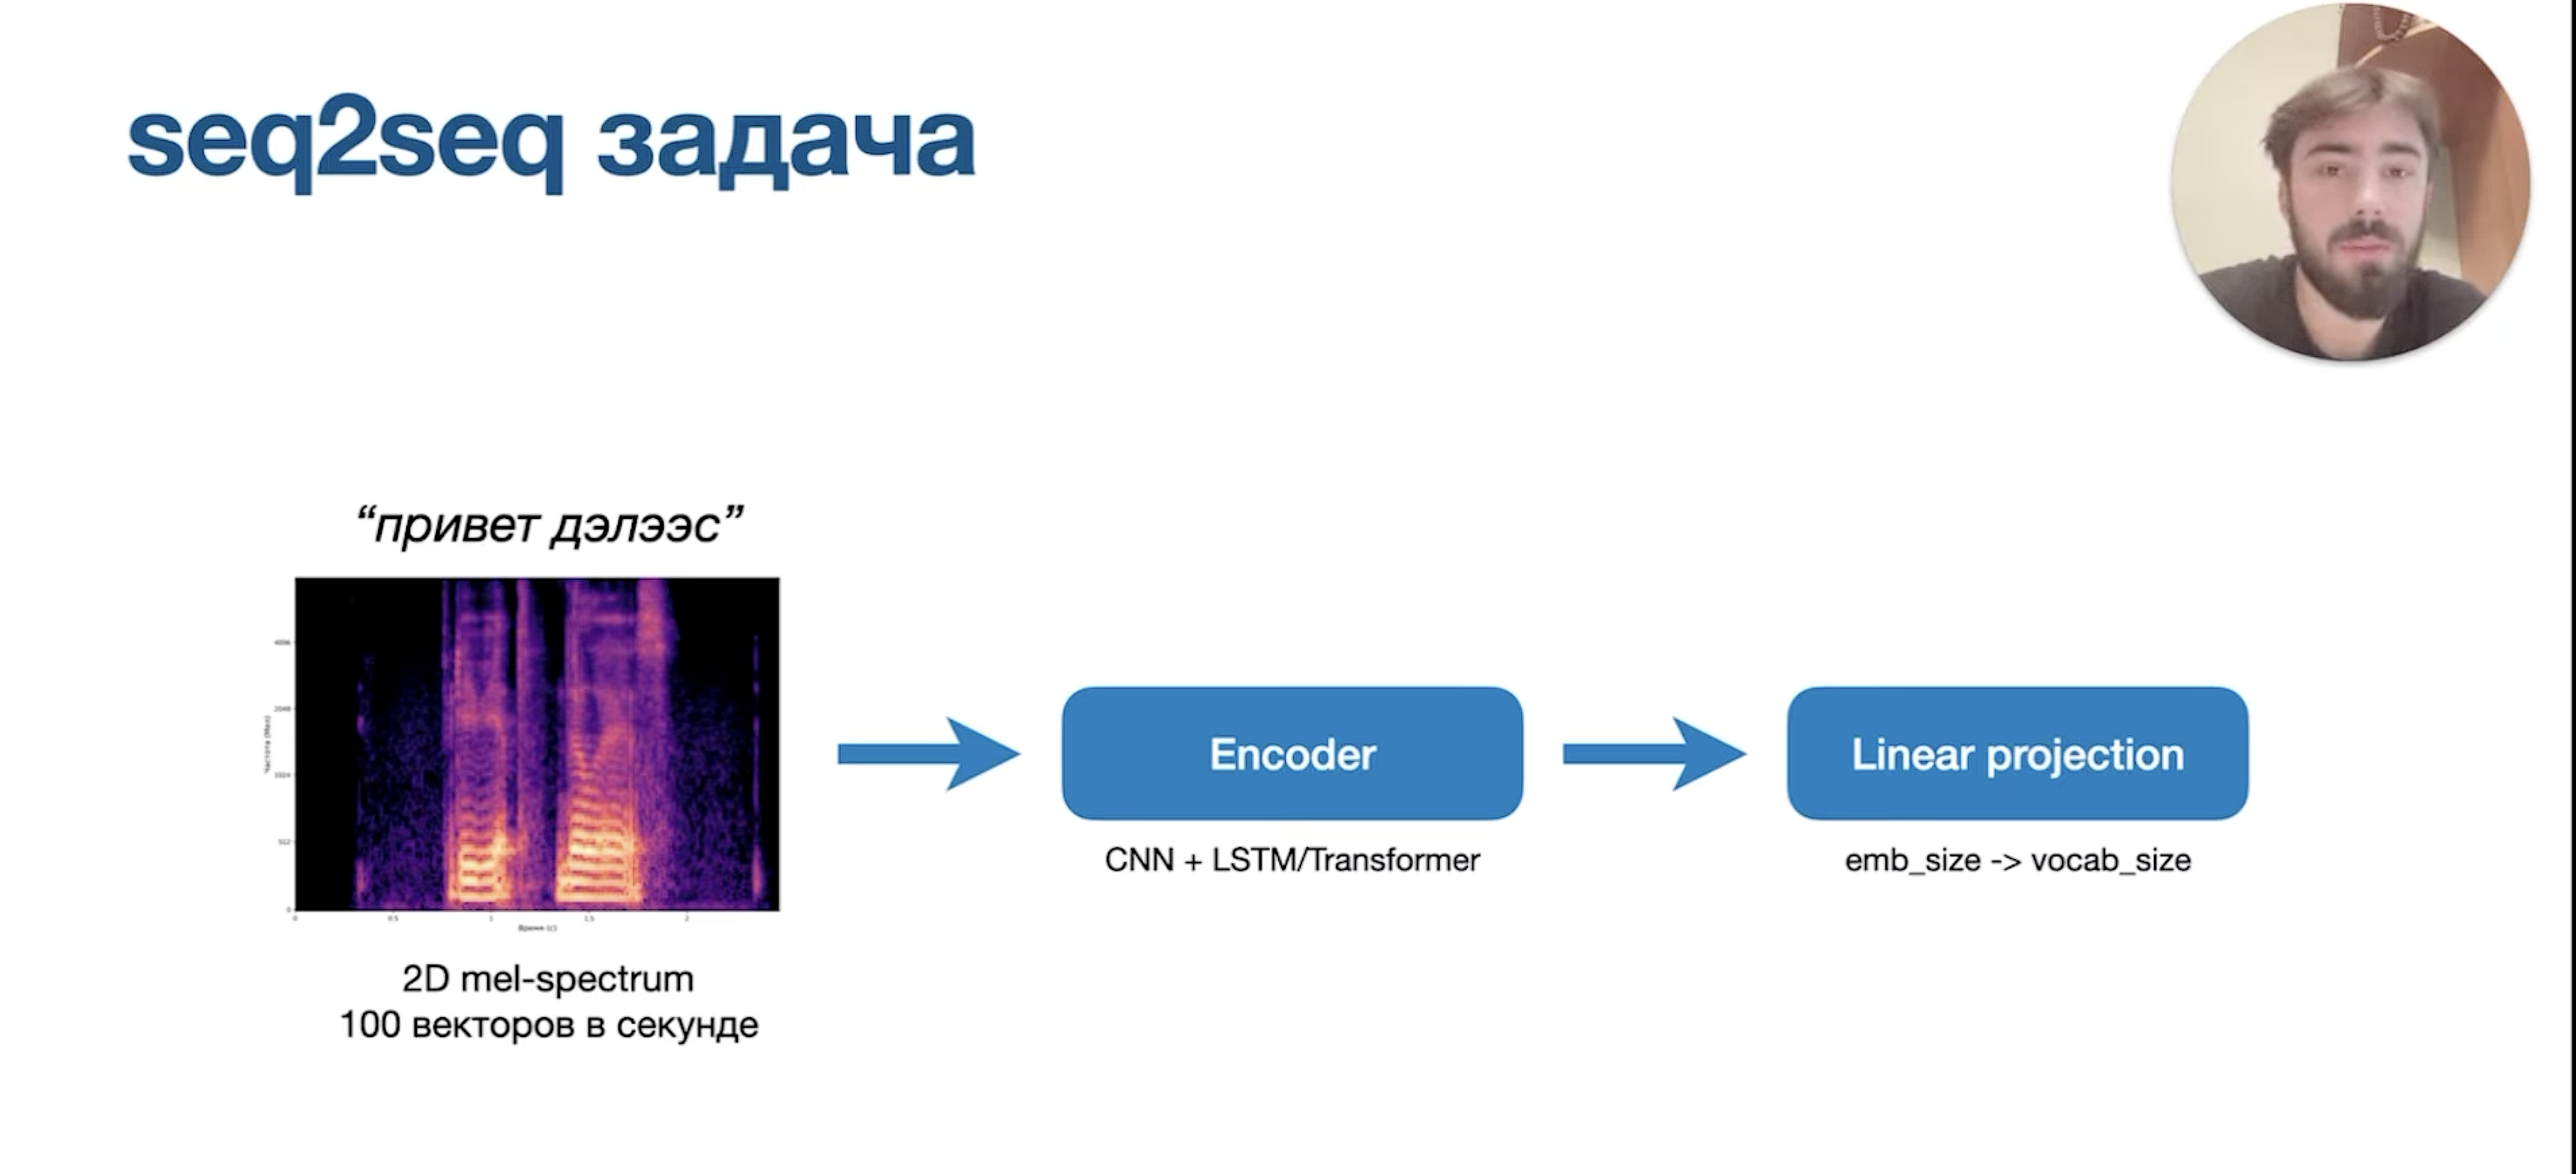 seq2seq задача
“привет дэлээс”
4096
2048
1024
512
0
Частота (Мел)
0
0.5
1
1.5
2
Время (с)
2D mel-spectrum
100 векторов в секунде
Encoder
CNN + LSTM/Transformer
Linear projection
emb_size -> vocab_size